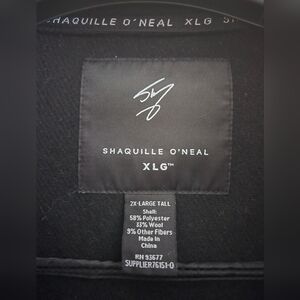 SHAQUILLE O'NEAL XLG
SHAQUILLE O'NEAL
XLG™
2X-LARGE TALL
Shell:
58% Polyester
33% Wool
9% Other Fibers
Made in
China
RN 93677
SUPPLIER76151-0